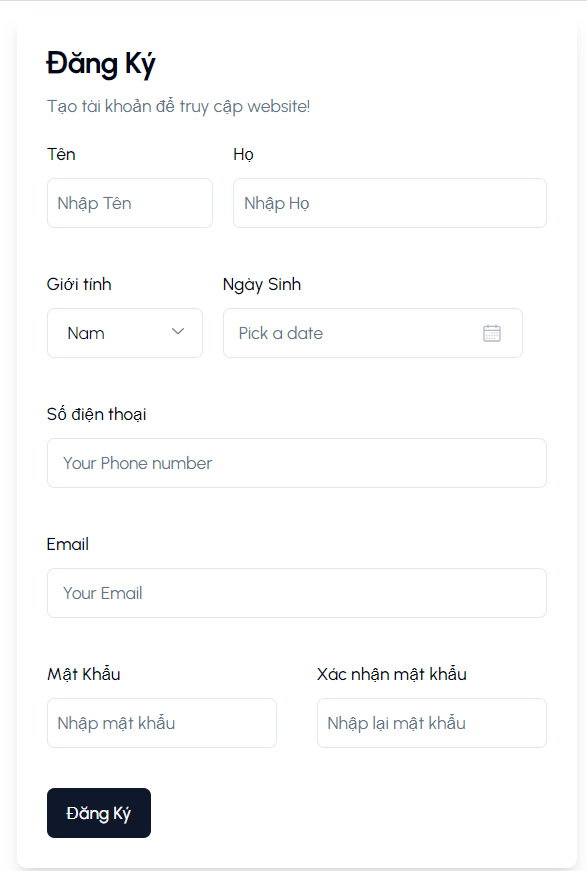 Đăng Ký
Tạo tài khoản để truy cập website!
Tên Họ
Nhập Tên Nhập Họ
Giới tính Ngày Sinh
Nam Pick a date
Số điện thoại
Your Phone number
Email
Your Email
Mật Khẩu Xác nhận mật khẩu
Nhập mật khẩu Nhập lại mật khẩu
Đăng Ký